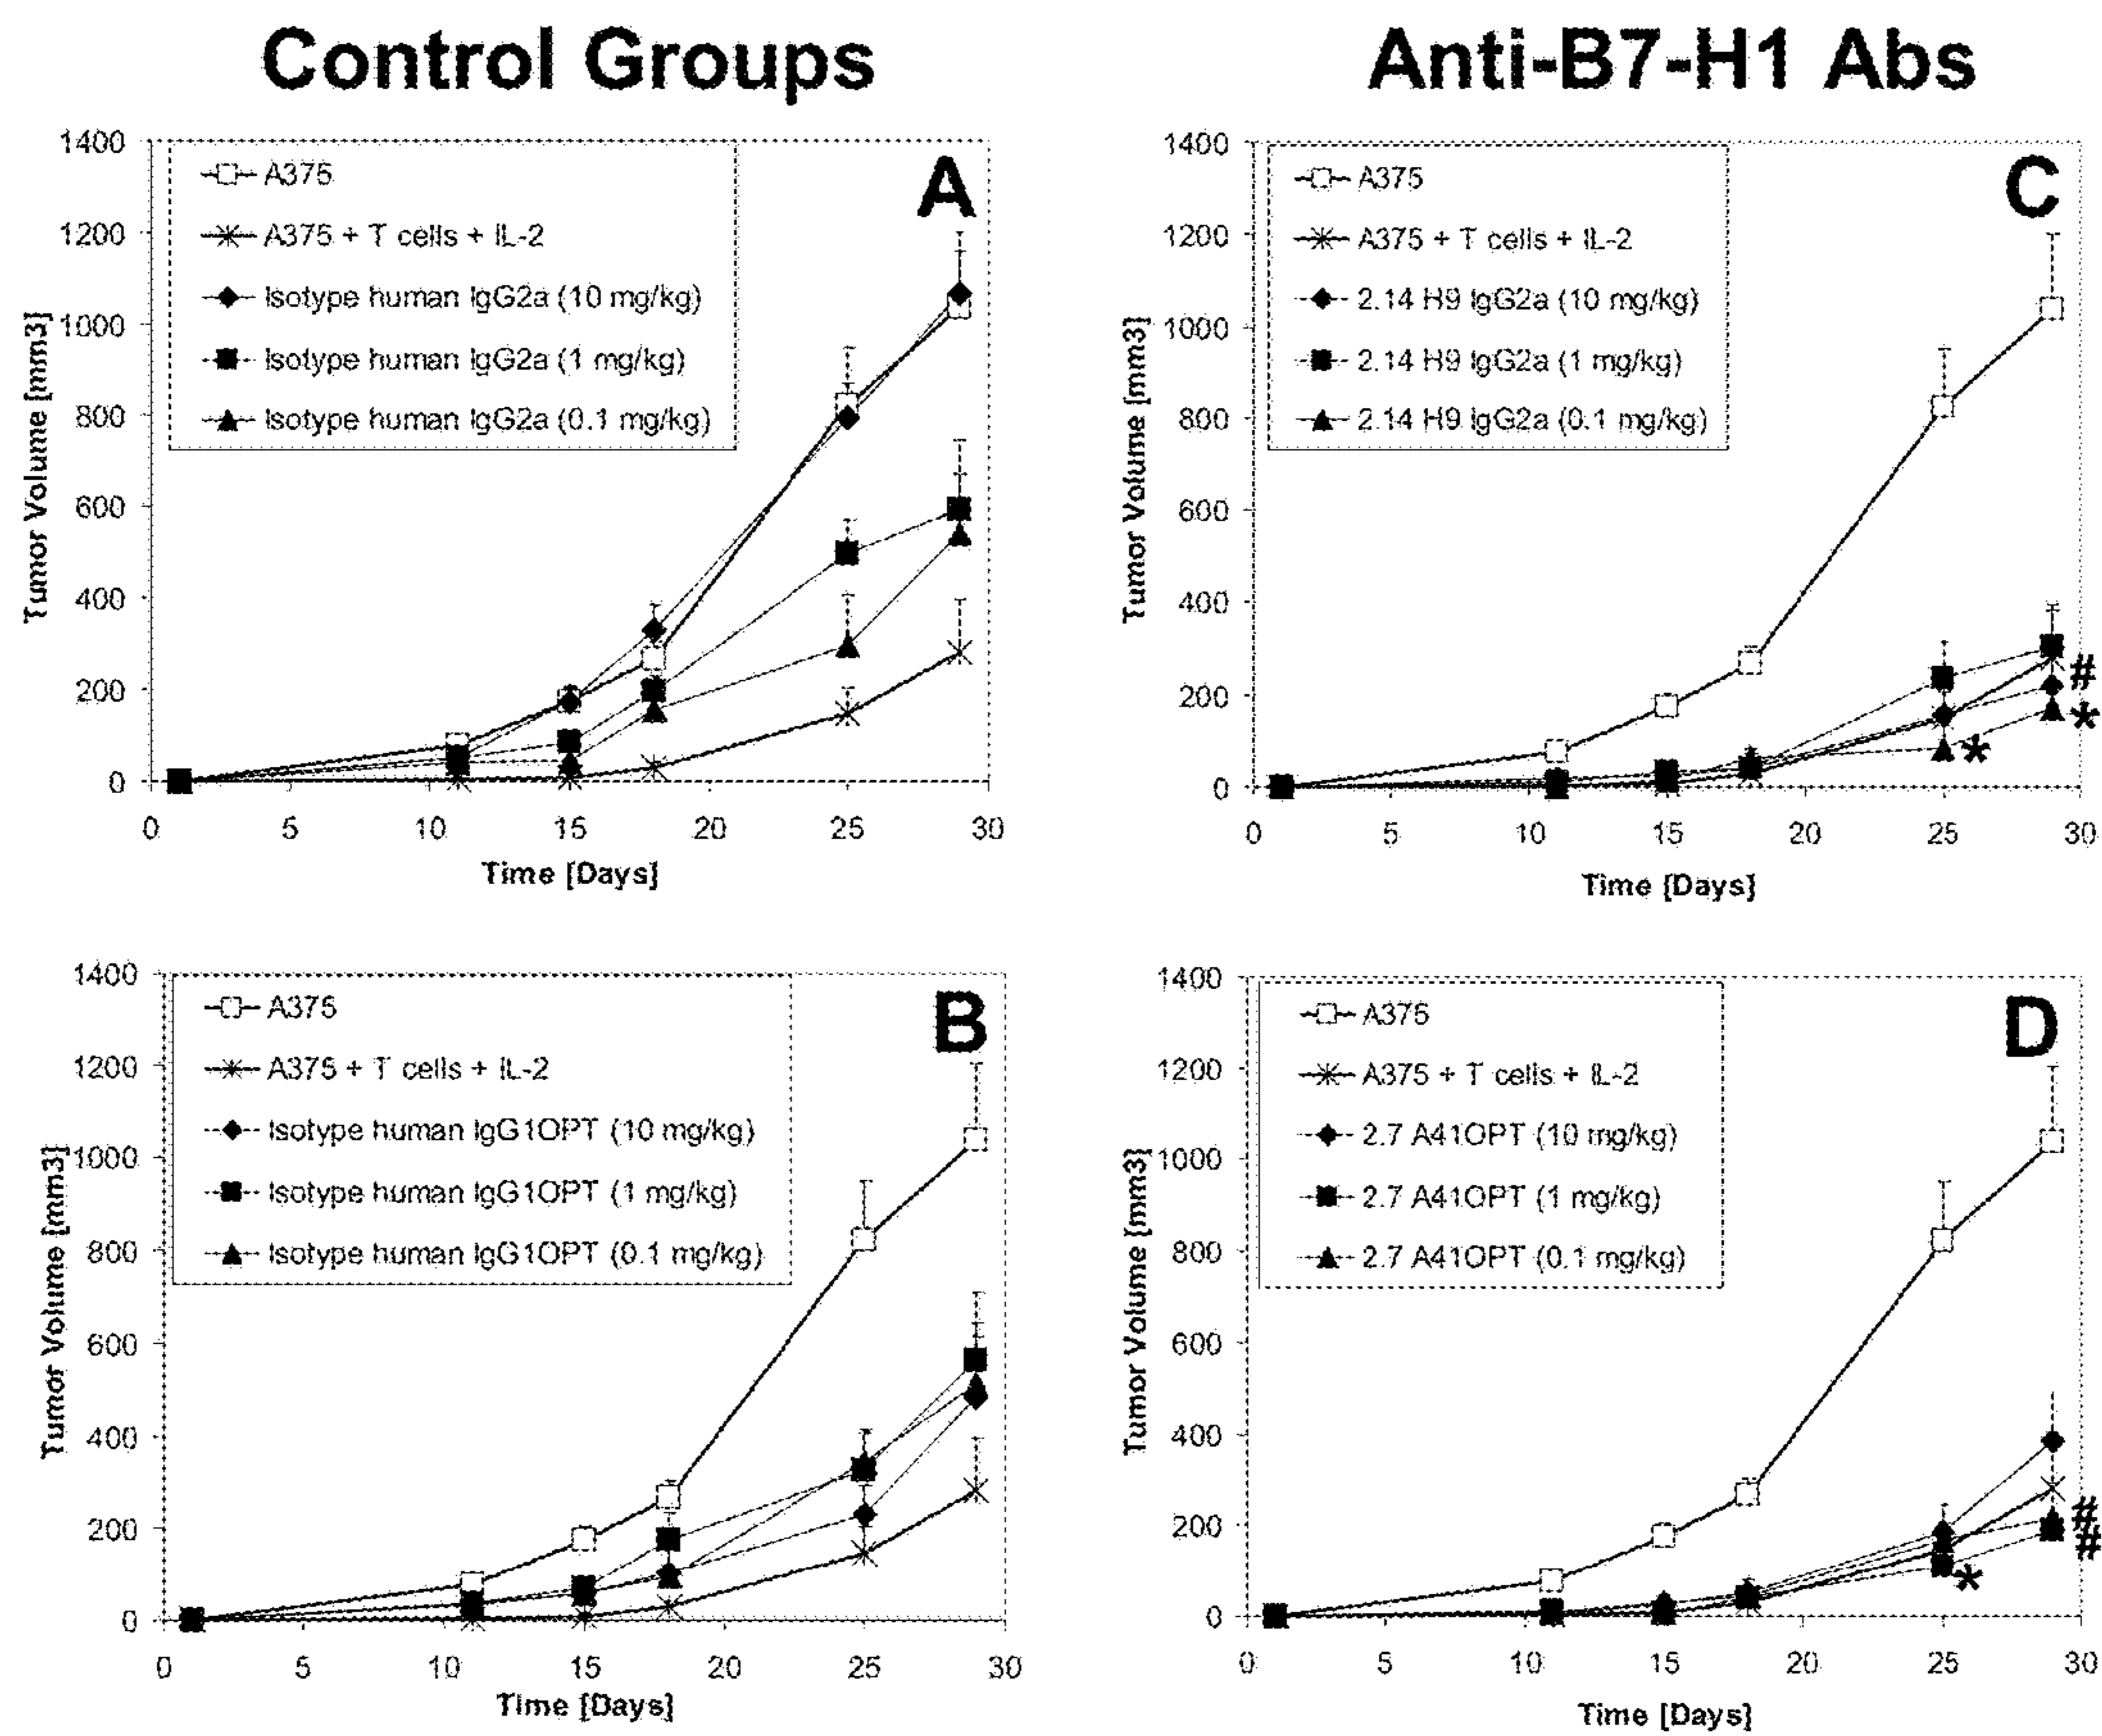 Control Groups
Anti-B7-H1 Abs
A
A375
A375 + T cells + IL-2
Isotype human IgG2a (10 mg/kg)
Isotype human IgG2a (1 mg/kg)
Isotype human IgG2a (0.1 mg/kg)
1400
1200
1000
800
600
400
200
0
Tumor Volume [mm3]
0 5 10 15 20 25 30
Time [Days]
C
A375
A375 + T cells + IL-2
2.14 H9 IgG2a (10 mg/kg)
2.14 H9 IgG2a (1 mg/kg)
2.14 H9 IgG2a (0.1 mg/kg)
1400
1200
1000
800
600
400
200
0
Tumor Volume [mm3]
#
*
*
0 5 10 15 20 25 30
Time [Days]
B
A375
A375 + T cells + IL-2
Isotype human IgG1OPT (10 mg/kg)
Isotype human IgG1OPT (1 mg/kg)
Isotype human IgG1OPT (0.1 mg/kg)
1400
1200
1000
800
600
400
200
0
Tumor Volume [mm3]
0 5 10 15 20 25 30
Time [Days]
D
A375
A375 + T cells + IL-2
2.7 A41OPT (10 mg/kg)
2.7 A41OPT (1 mg/kg)
2.7 A41OPT (0.1 mg/kg)
1400
1200
1000
800
600
400
200
0
Tumor Volume [mm3]
#
#
*
0 5 10 15 20 25 30
Time [Days]